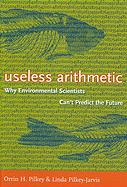 useless arithmetic
Why Environmental Scientists
Can't Predict the Future
Orrin H. Pilkey & Linda Pilkey-Jarvis